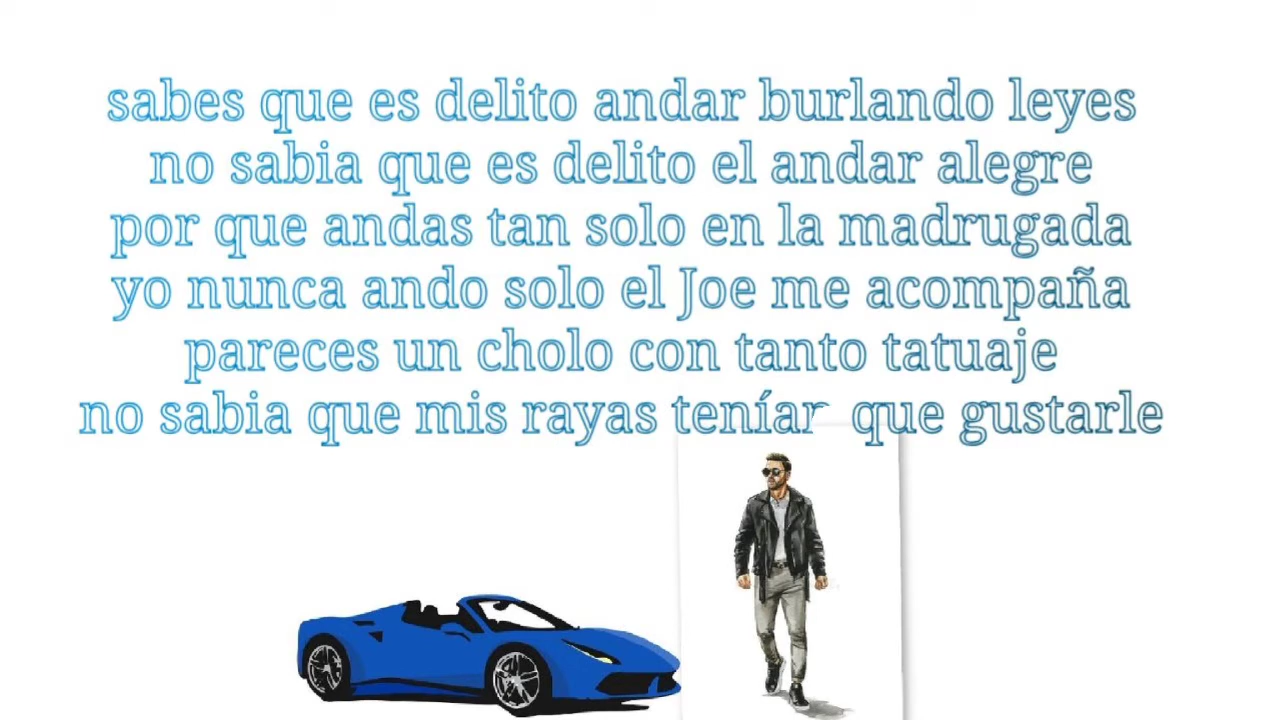 sabes que es delito andar burlando leyes
no sabia que es delito el andar alegre
por que andas tan solo en la madrugada
yo nunca ando solo el Joe me acompaña
pareces un cholo con tanto tatuaje
no sabia que mis rayas tenían que gustarle